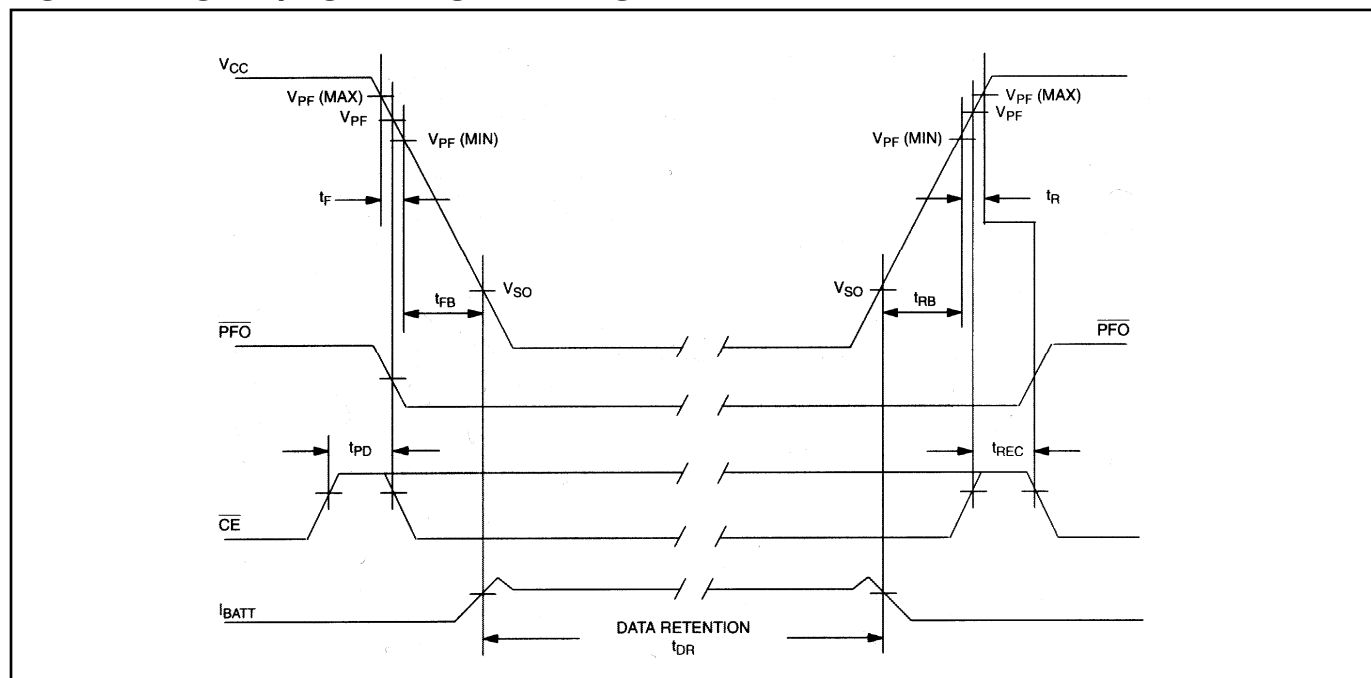 VCC
VPF (MAX)
VPF
VPF (MIN)
tF
tFB
VSO
VPF (MAX)
VPF
VPF (MIN)
tR
VSO
tRB
PFO
PFO
tPD
tREC
CE
IBATT
DATA RETENTION
tDR